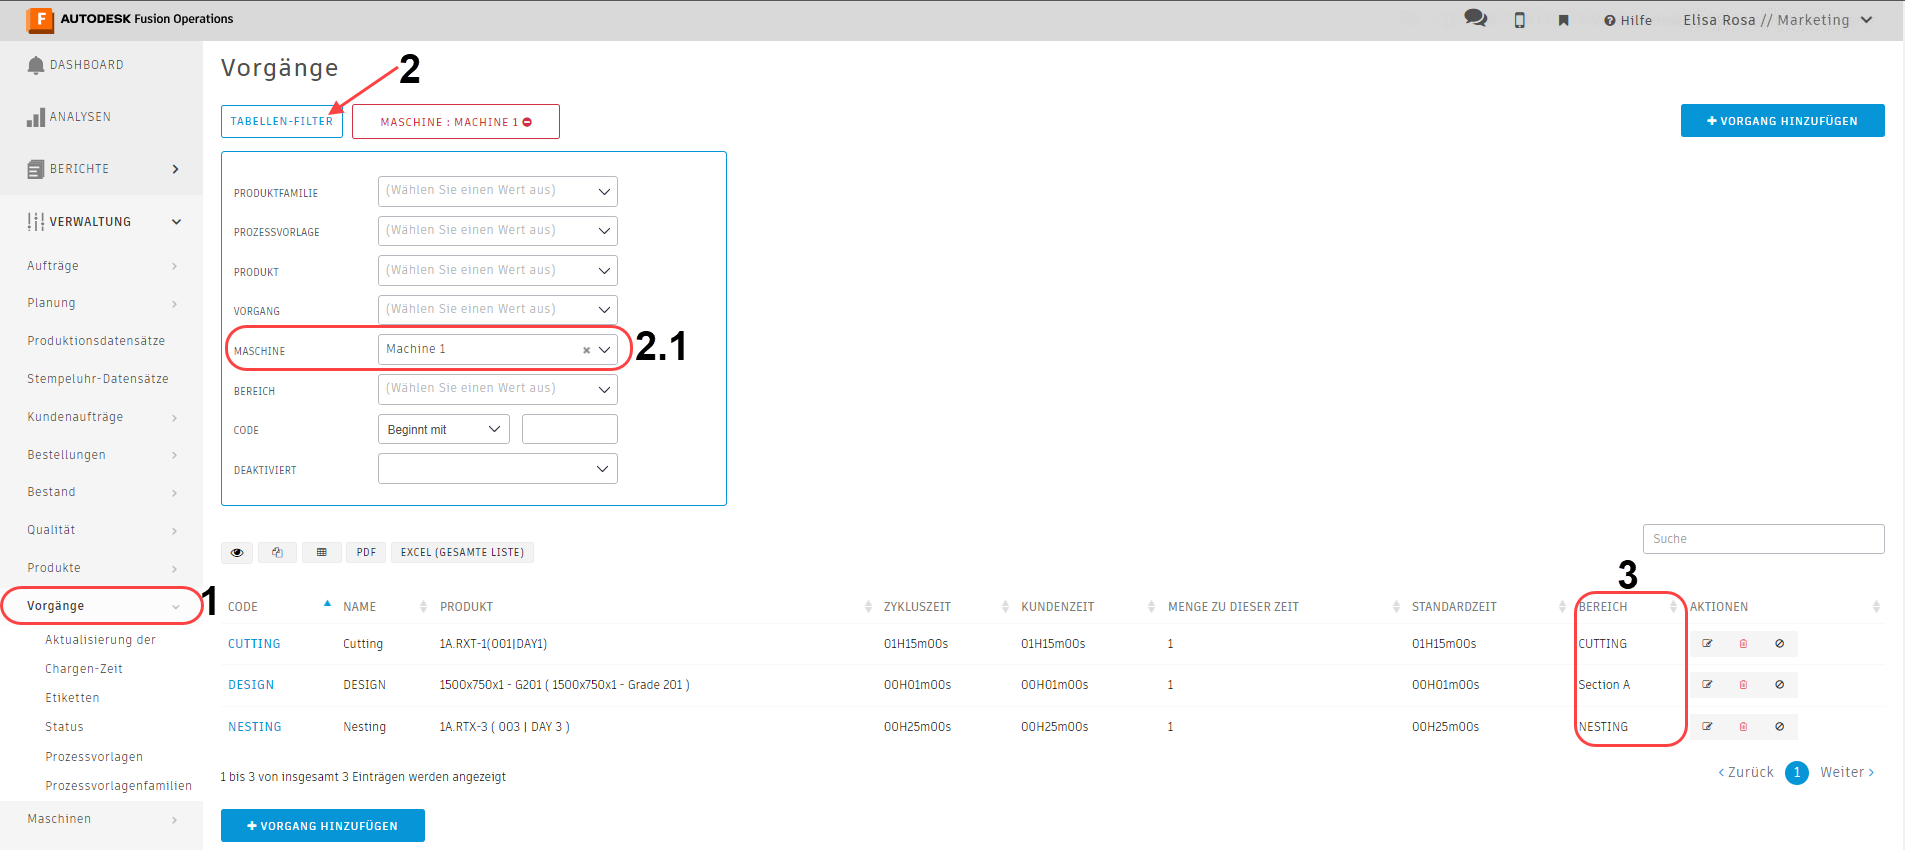 AUTODESK Fusion Operations
Hilfe
Elisa Rosa // Marketing
DASHBOARD
ANALYSEN
BERICHTE
VERWALTUNG
Aufträge
Planung
Produktionsdatensätze
Stempeluhr-Datensätze
Kundenaufträge
Bestellungen
Bestand
Qualität
Produkte
Vorgänge
1
Aktualisierung der
Chargen-Zeit
Etiketten
Status
Prozessvorlagen
Prozessvorlagenfamilien
Maschinen
Vorgänge
2
TABELLEN-FILTER
MASCHINE : MACHINE 1
VORGANG HINZUFÜGEN
PRODUKTFAMILIE (Wählen Sie einen Wert aus)
PROZESSVORLAGE (Wählen Sie einen Wert aus)
PRODUKT (Wählen Sie einen Wert aus)
VORGANG (Wählen Sie einen Wert aus)
MASCHINE Machine 1
2.1
BEREICH (Wählen Sie einen Wert aus)
CODE Beginnt mit
DEAKTIVIERT
PDF EXCEL (GESAMTE LISTE)
Suche
3
CODE NAME PRODUKT ZYKLUSZEIT KUNDENZEIT MENGE ZU DIESER ZEIT STANDARDZEIT BEREICH AKTIONEN
CUTTING Cutting 1A.RXT-1(001|DAY1) 01H15m00s 01H15m00s 1 01H15m00s CUTTING
DESIGN DESIGN 1500x750x1 - G201 ( 1500x750x1 - Grade 201 ) 00H01m00s 00H01m00s 1 00H01m00s Section A
NESTING Nesting 1A.RTX-3 ( 003 | DAY 3 ) 00H25m00s 00H25m00s 1 00H25m00s NESTING
1 bis 3 von insgesamt 3 Einträgen werden angezeigt
< Zurück 1 Weiter >
VORGANG HINZUFÜGEN